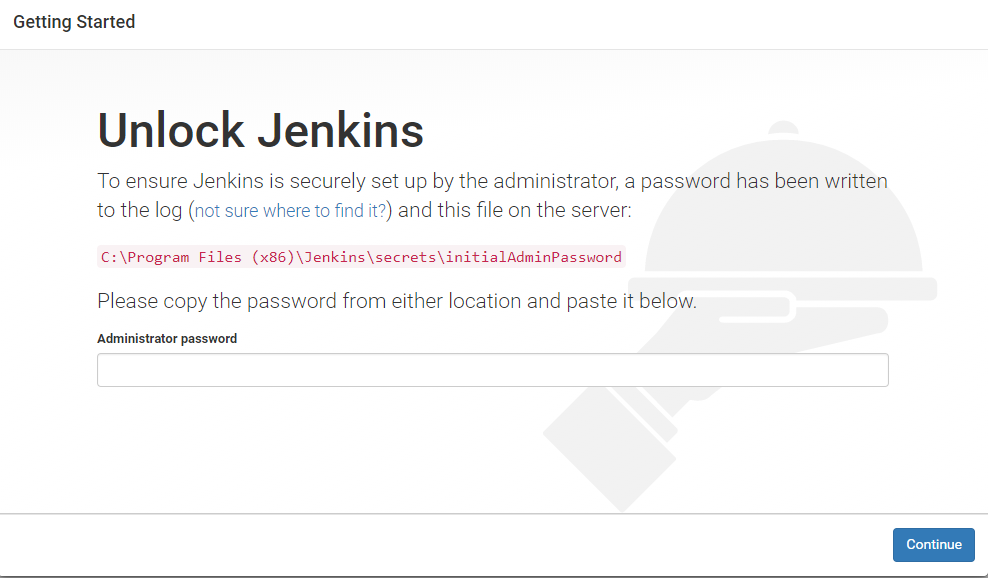 Getting Started
Unlock Jenkins
To ensure Jenkins is securely set up by the administrator, a password has been written
to the log (not sure where to find it?) and this file on the server:
C:\Program Files (x86)\Jenkins\secrets\initialAdminPassword
Please copy the password from either location and paste it below.
Administrator password
Continue